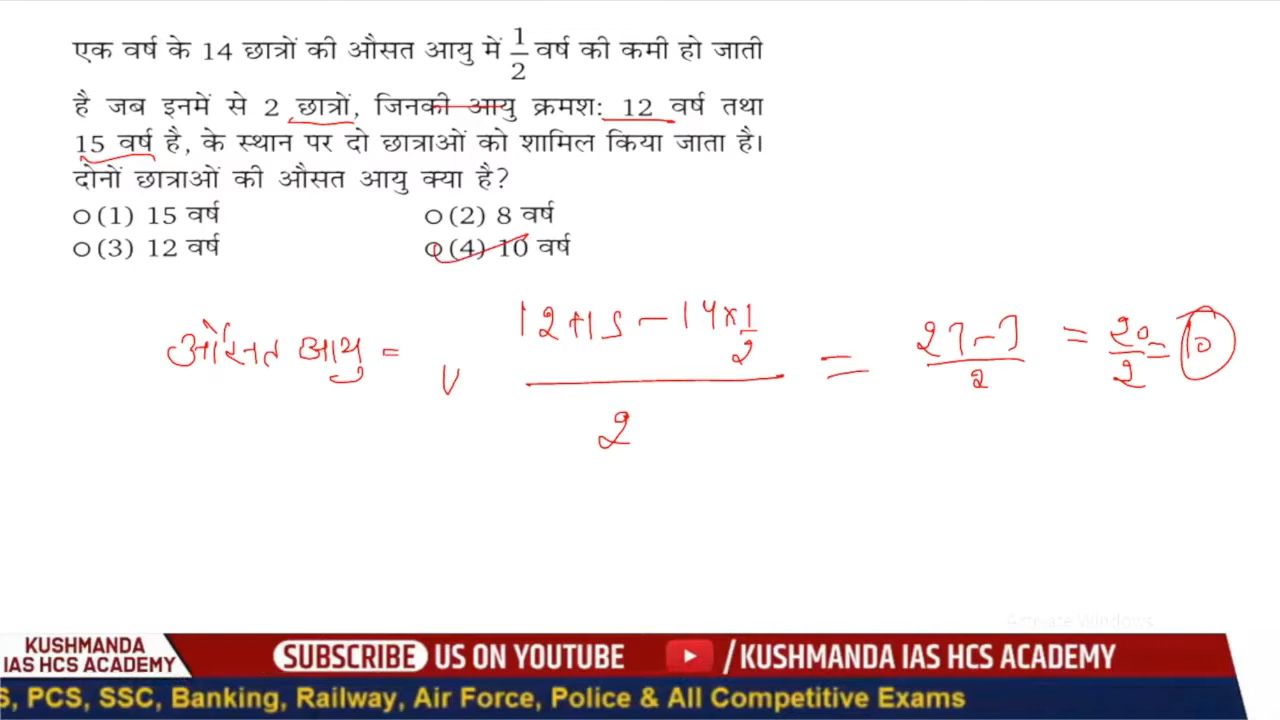 एक वर्ष के 14 छात्रों की औसत आयु में 1/2 वर्ष की कमी हो जाती
है जब इनमें से 2 छात्रों, जिनकी आयु क्रमश: 12 वर्ष तथा
15 वर्ष है, के स्थान पर दो छात्राओं को शामिल किया जाता है।
दोनों छात्राओं की औसत आयु क्या है?
O (1) 15 वर्ष O (2) 8 वर्ष
O (3) 12 वर्ष O (4) 10 वर्ष
औसत आयु = (12+15 - 14×1/2)/2 = (27-7)/2 = 20/2 = 10
Activate Windows
KUSHMANDA
IAS HCS ACADEMY
SUBSCRIBE US ON YOUTUBE
/KUSHMANDA IAS HCS ACADEMY
S, PCS, SSC, Banking, Railway, Air Force, Police & All Competitive Exams